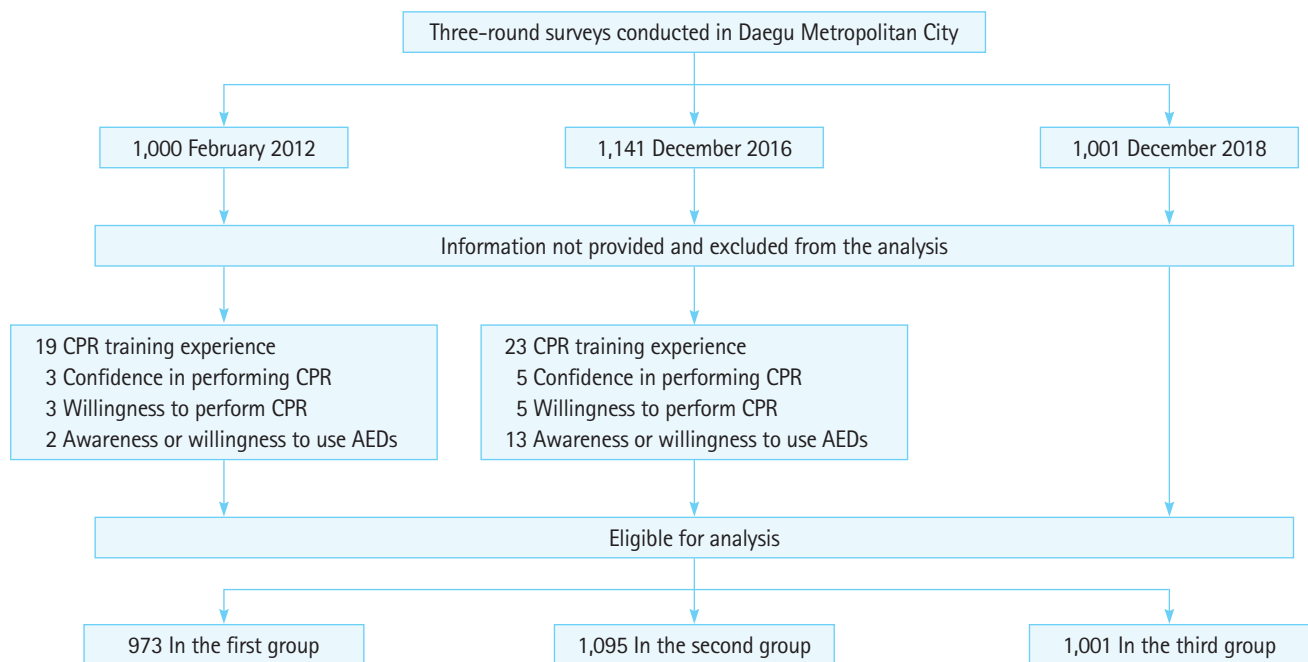 Three-round surveys conducted in Daegu Metropolitan City
1,000 February 2012
1,141 December 2016
1,001 December 2018
Information not provided and excluded from the analysis
19 CPR training experience
3 Confidence in performing CPR
3 Willingness to perform CPR
2 Awareness or willingness to use AEDs
23 CPR training experience
5 Confidence in performing CPR
5 Willingness to perform CPR
13 Awareness or willingness to use AEDs
Eligible for analysis
973 In the first group
1,095 In the second group
1,001 In the third group